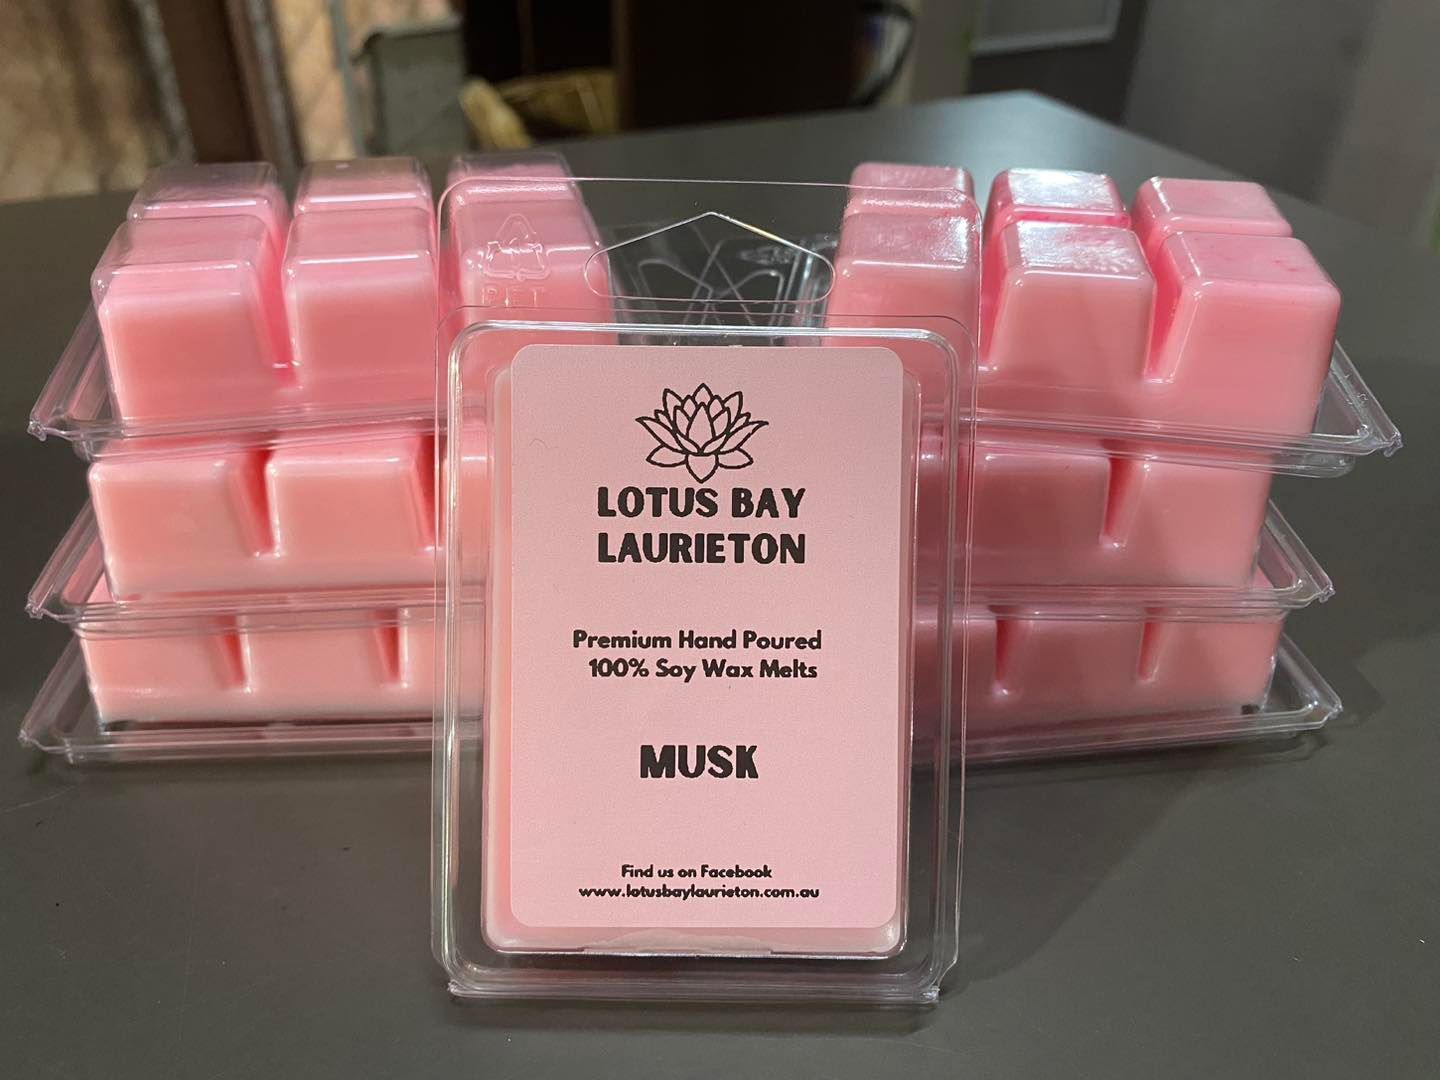 PET
LOTUS BAY
LAURIETON
Premium Hand Poured
100% Soy Wax Melts
MUSK
Find us on Facebook
www.lotusbaylaurieton.com.au